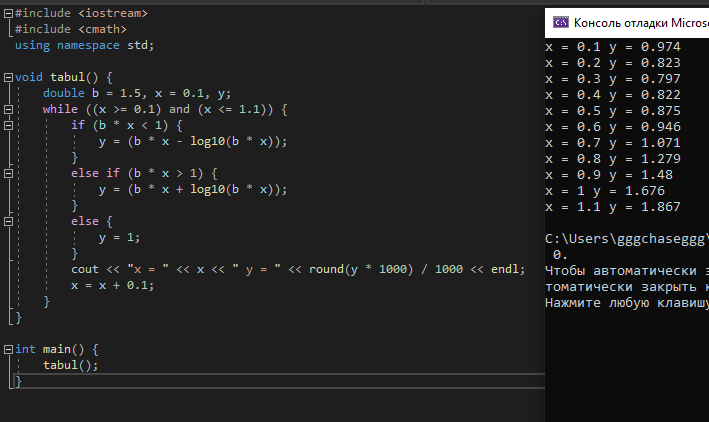 #include <iostream>
#include <cmath>
using namespace std;
void tabul() {
double b = 1.5, x = 0.1, y;
while ((x >= 0.1) and (x <= 1.1)) {
if (b * x < 1) {
y = (b * x - log10(b * x));
}
else if (b * x > 1) {
y = (b * x + log10(b * x));
}
else {
y = 1;
}
cout << "x = " << x << " y = " << round(y * 1000) / 1000 << endl;
x = x + 0.1;
}
}
int main() {
tabul();
}
Консоль отладки Micros
x = 0.1 y = 0.974
x = 0.2 y = 0.823
x = 0.3 y = 0.797
x = 0.4 y = 0.822
x = 0.5 y = 0.875
x = 0.6 y = 0.946
x = 0.7 y = 1.071
x = 0.8 y = 1.279
x = 0.9 y = 1.48
x = 1 y = 1.676
x = 1.1 y = 1.867
C:\Users\gggchaseggg\
0.
Чтобы автоматически
томатически закрыть
Нажмите любую клавишу